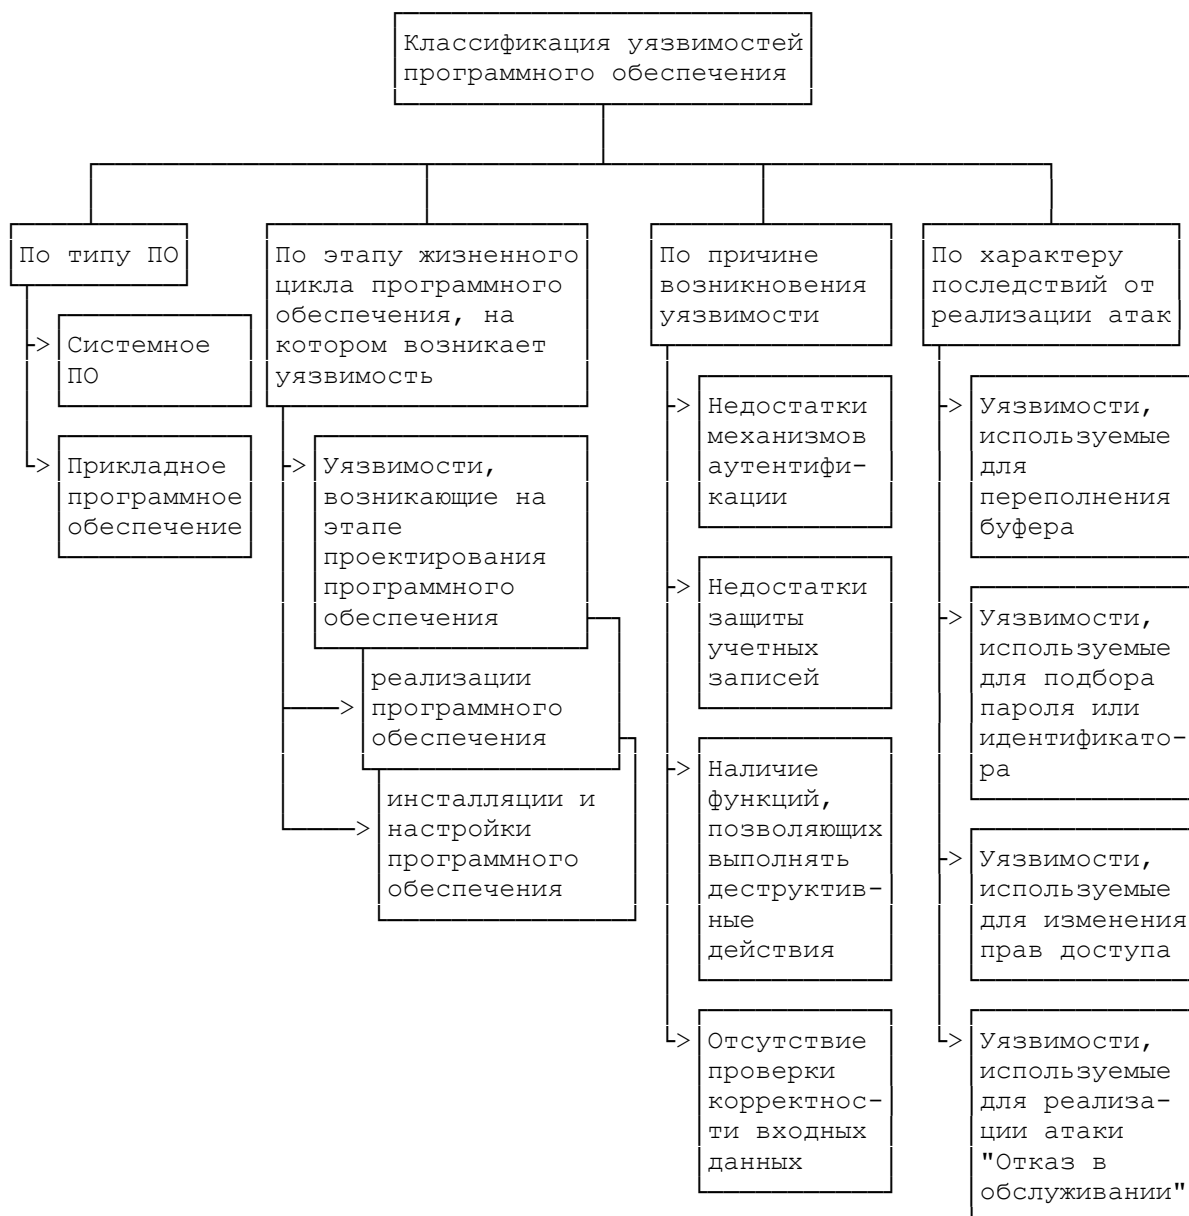 Классификация уязвимостей
программного обеспечения
По типу ПО
Системное
ПО
Прикладное
программное
обеспечение
По этапу жизненного
цикла программного
обеспечения, на
котором возникает
уязвимость
Уязвимости,
возникающие на
этапе
проектирования
программного
обеспечения
реализации
программного
обеспечения
инсталляции и
настройки
программного
обеспечения
По причине
возникновения
уязвимости
Недостатки
механизмов
аутентифи-
кации
Недостатки
защиты
учетных
записей
Наличие
функций,
позволяющих
выполнять
деструктив-
ные
действия
Отсутствие
проверки
корректнос-
ти входных
данных
По характеру
последствий от
реализации атак
Уязвимости,
используемые
для
переполнения
буфера
Уязвимости,
используемые
для подбора
пароля или
идентификато-
ра
Уязвимости,
используемые
для изменения
прав доступа
Уязвимости,
используемые
для реализа-
ции атаки
"Отказ в
обслуживании"